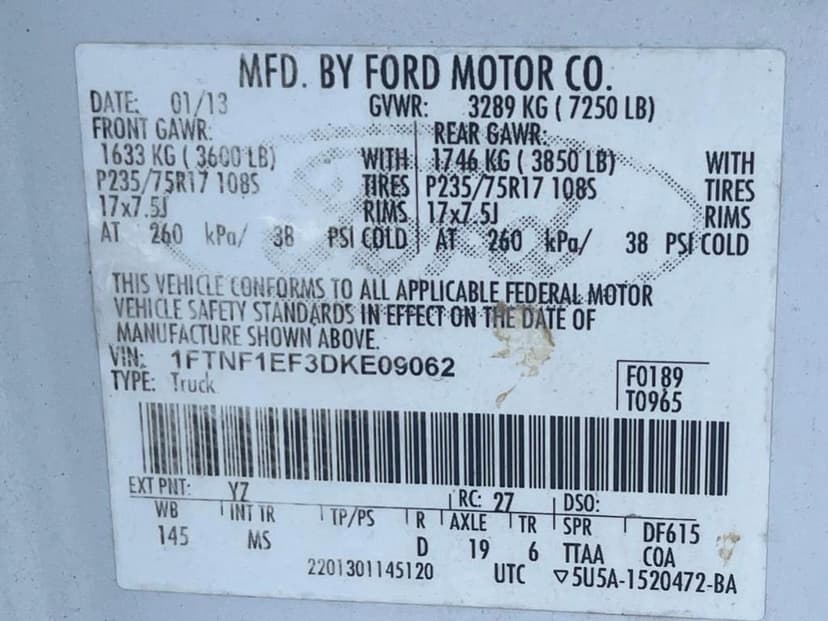 MFD. BY FORD MOTOR CO.
DATE: 01/13 GVWR: 3289 KG ( 7250 LB)
FRONT GAWR: REAR GAWR:
1633 KG ( 3600 LB) WITH 1746 KG ( 3850 LB) WITH
P235/75R17 108S TIRES P235/75R17 108S TIRES
17x7.5J RIMS 17x7.5J RIMS
AT 260 kPa/ 38 PSI COLD AT 260 kPa/ 38 PSI COLD
THIS VEHICLE CONFORMS TO ALL APPLICABLE FEDERAL MOTOR
VEHICLE SAFETY STANDARDS IN EFFECT ON THE DATE OF
MANUFACTURE SHOWN ABOVE.
VIN: 1FTNF1EF3DKE09062
TYPE: Truck
F0189
T0965
EXT PNT: YZ RC: 27 DSO:
WB INT TR TP/PS R AXLE TR SPR DF615
145 MS D 19 6 TTAA COA
2201301145120 UTC ▽5U5A-1520472-BA